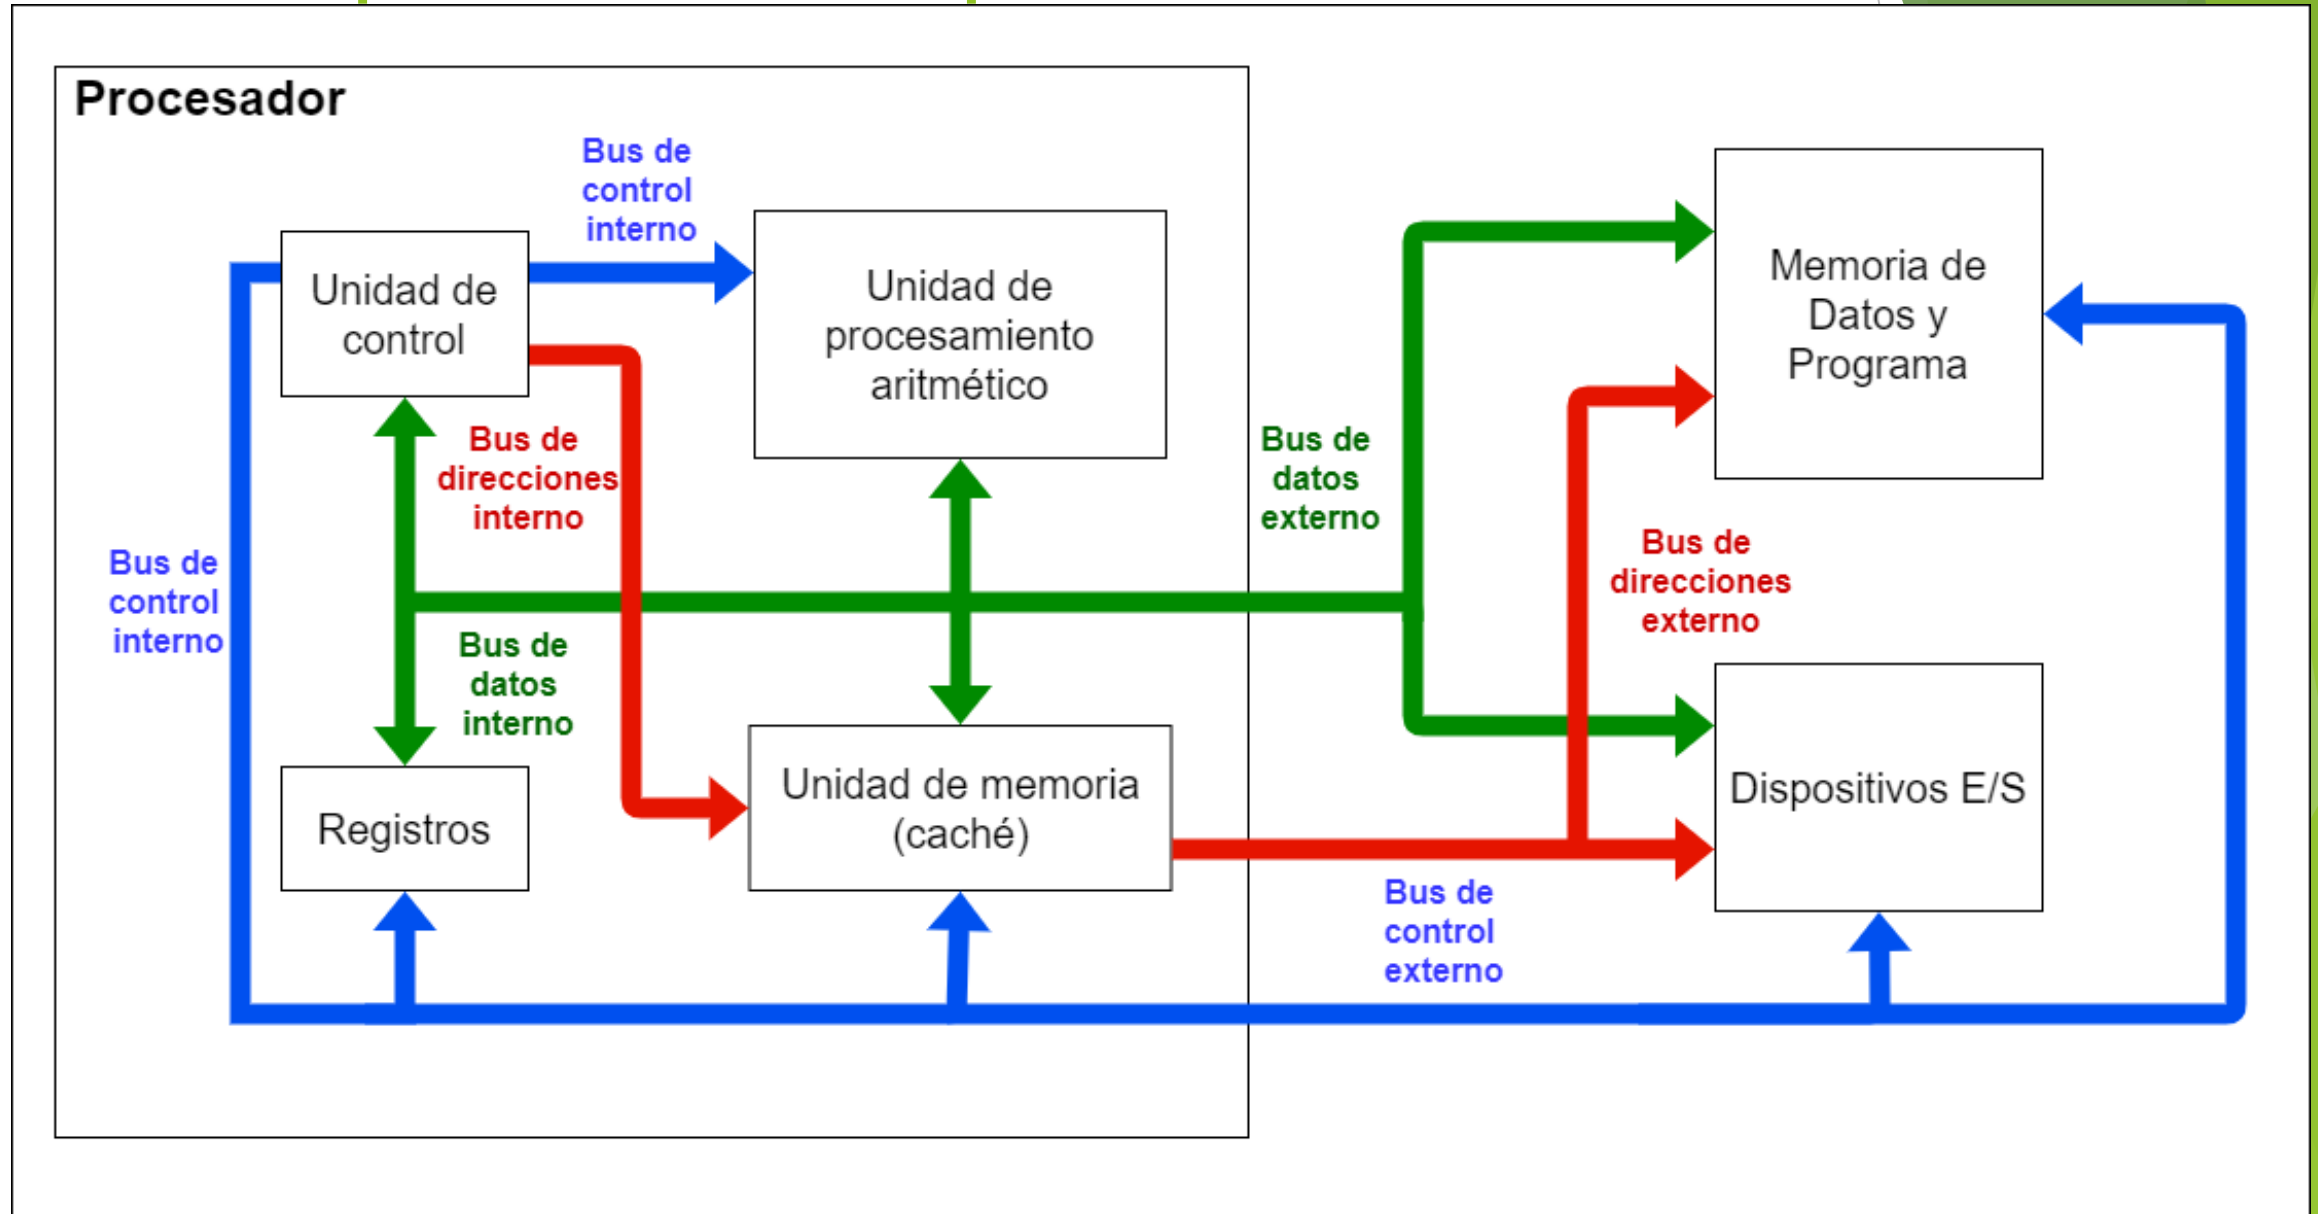 Procesador
Bus de
control
interno
Unidad de
control
Unidad de
procesamiento
aritmético
Bus de
direcciones
interno
Bus de
control
interno
Bus de
datos
interno
Registros
Unidad de memoria
(caché)
Bus de
datos
externo
Memoria de
Datos y
Programa
Bus de
direcciones
externo
Dispositivos E/S
Bus de
control
externo